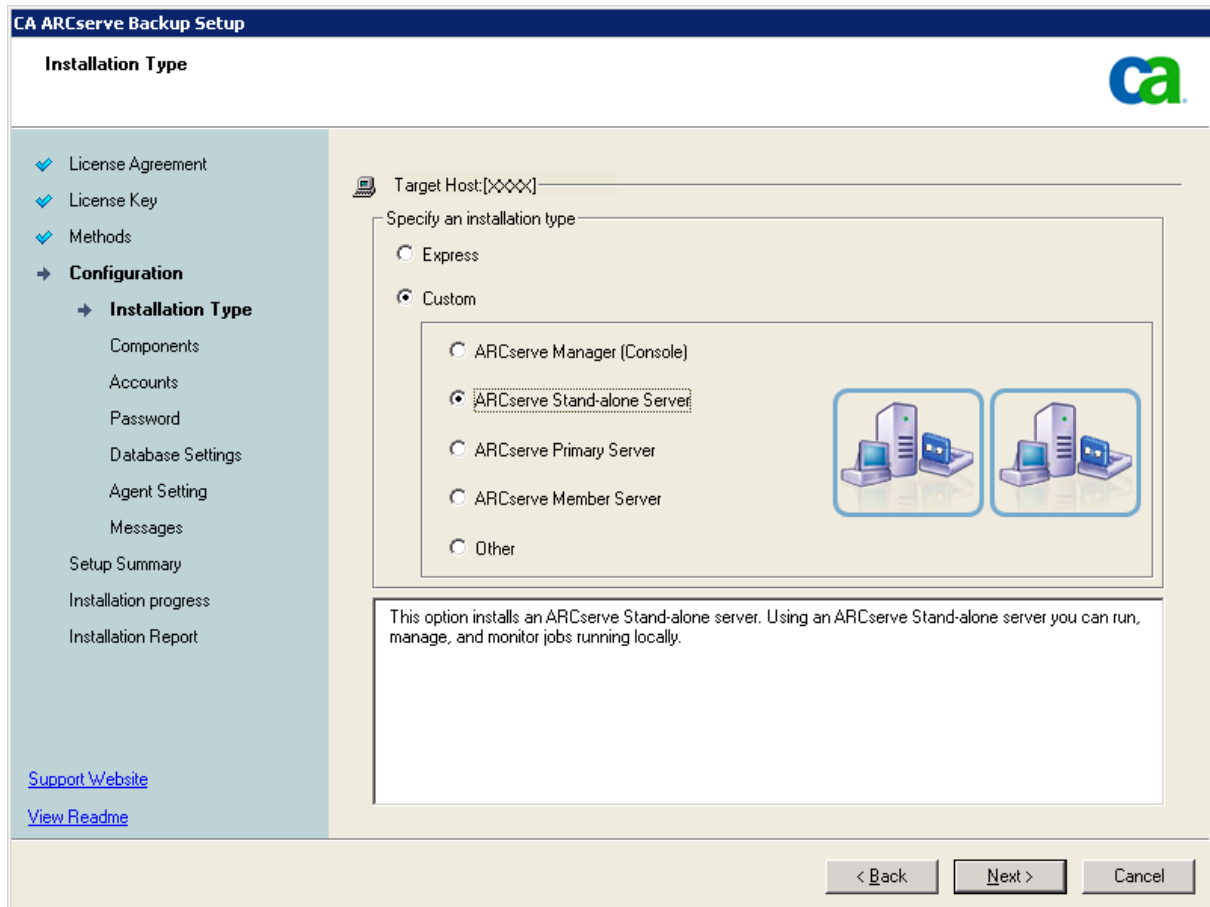 CA ARCserve Backup Setup
Installation Type
ca
License Agreement
License Key
Methods
Configuration
Installation Type
Components
Accounts
Password
Database Settings
Agent Setting
Messages
Setup Summary
Installation progress
Installation Report
Support Website
View Readme
Target Host:[XXXX]
Specify an installation type
Express
Custom
ARCserve Manager (Console)
ARCserve Stand-alone Server
ARCserve Primary Server
ARCserve Member Server
Other
This option installs an ARCserve Stand-alone server. Using an ARCserve Stand-alone server you can run,
manage, and monitor jobs running locally.
< Back
Next >
Cancel